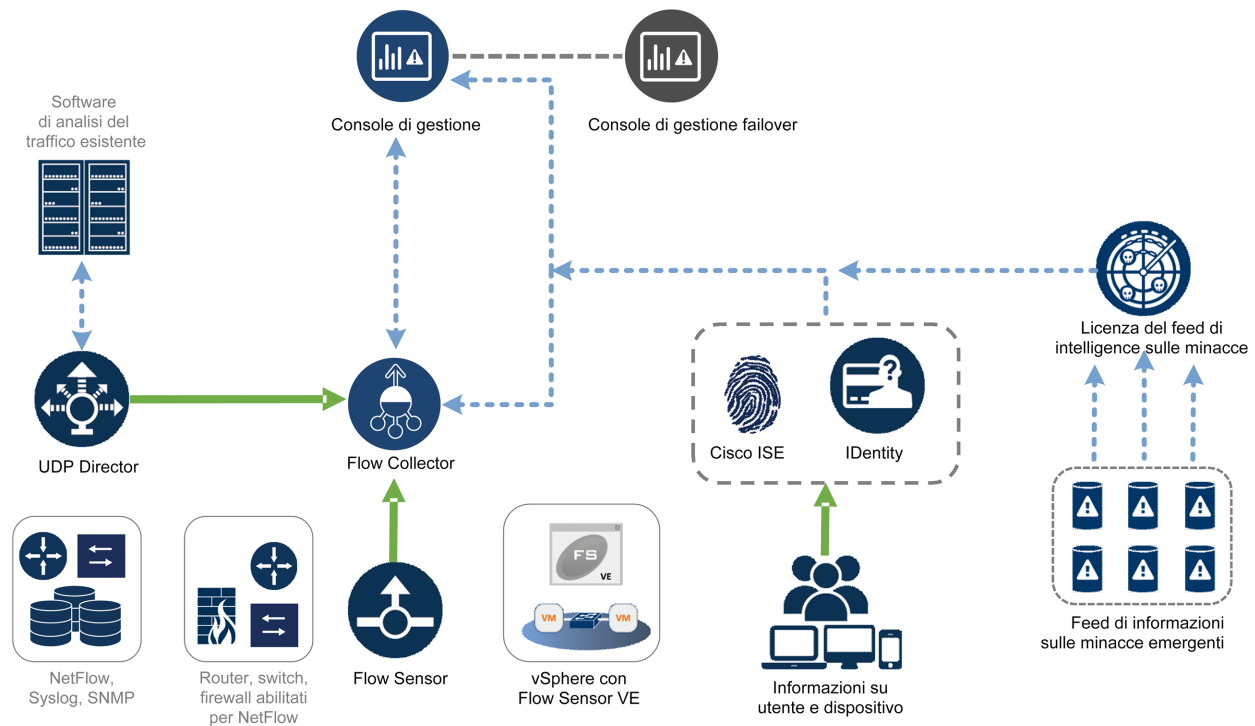 Console di gestione
Console di gestione failover
Software
di analisi del
traffico esistente
Licenza del feed di
intelligence sulle minacce
UDP Director
Flow Collector
Cisco ISE
IDentity
FS
VE
VM
VM
NetFlow,
Syslog, SNMP
Router, switch,
firewall abilitati
per NetFlow
Flow Sensor
vSphere con
Flow Sensor VE
Informazioni su
utente e dispositivo
Feed di informazioni
sulle minacce emergenti